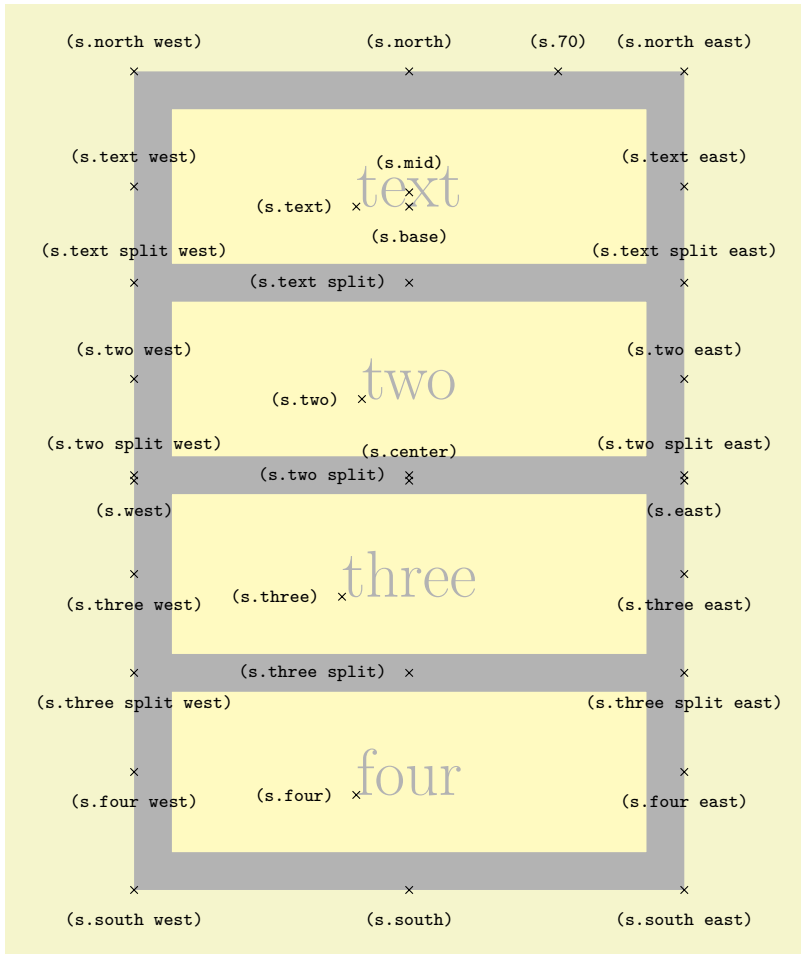 (s.north west) (s.north) (s.70) (s.north east)
(s.text west) (s.mid) (s.text east)
text
(s.text)
(s.base)
(s.text split west) (s.text split east)
(s.text split)
(s.two west) two (s.two east)
(s.two)
(s.two split west) (s.center) (s.two split east)
(s.two split)
(s.west) (s.east)
three
(s.three)
(s.three west) (s.three east)
(s.three split)
(s.three split west) (s.three split east)
four
(s.four)
(s.four west) (s.four east)
(s.south west) (s.south) (s.south east)